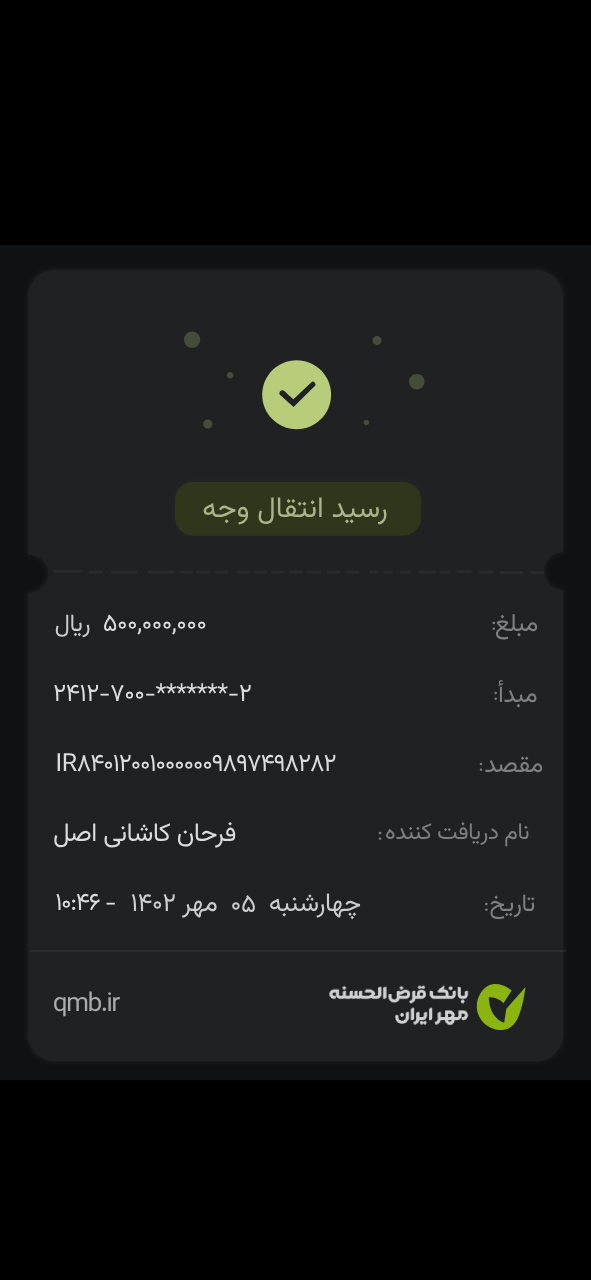 رسید انتقال وجه
مبلغ: ۵۰۰,۰۰۰,۰۰۰ ریال
مبدأ: ۲۴۱۲-۷۰۰-*******-۲
مقصد: IR۸۴۰۱۲۰۰۱۰۰۰۰۰۰۹۸۹۷۴۹۸۲۸۲
نام دریافت کننده: فرحان کاشانی اصل
تاریخ: چهارشنبه ۰۵ مهر ۱۴۰۲ - ۱۰:۴۶
بانک قرض‌الحسنه
مهر ایران
qmb.ir